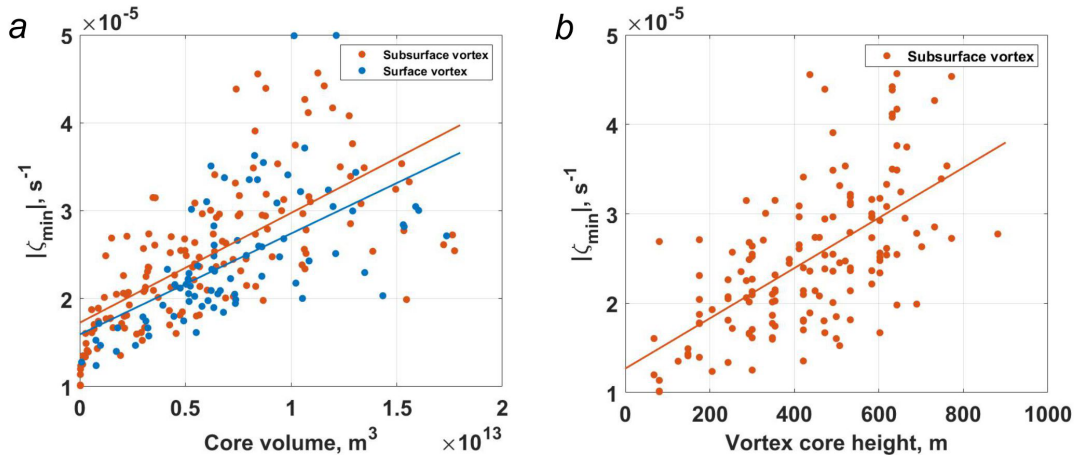 a
×10⁻⁵
5
4
3
2
1
|ζmin|, s⁻¹
Subsurface vortex
Surface vortex
0 0.5 1 1.5 2
Core volume, m³ ×10¹³
b
×10⁻⁵
5
4
3
2
1
|ζmin|, s⁻¹
Subsurface vortex
0 200 400 600 800 1000
Vortex core height, m